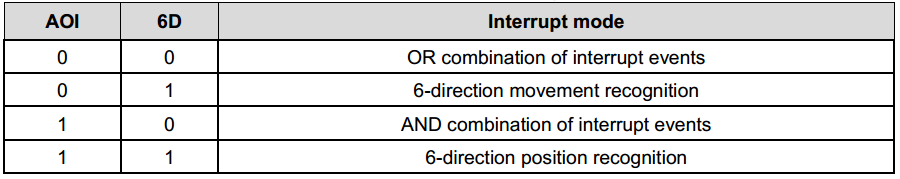 AOI 6D Interrupt mode
0 0 OR combination of interrupt events
0 1 6-direction movement recognition
1 0 AND combination of interrupt events
1 1 6-direction position recognition